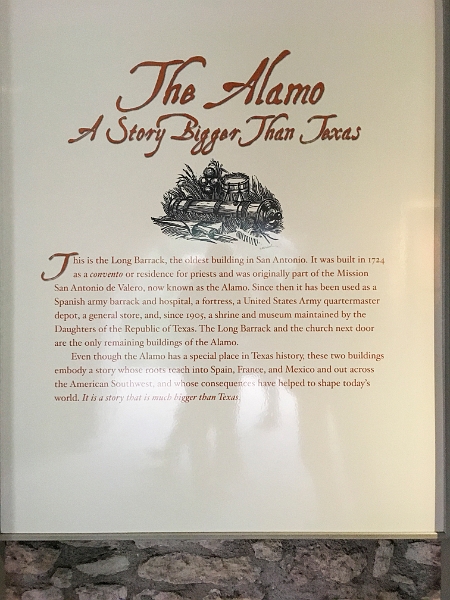 The Alamo
A Story Bigger Than Texas
This is the Long Barrack, the oldest building in San Antonio. It was built in 1724
as a convento or residence for priests and was originally part of the Mission
San Antonio de Valero, now known as the Alamo. Since then it has been used as a
Spanish army barrack and hospital, a fortress, a United States Army quartermaster
depot, a general store, and, since 1905, a shrine and museum maintained by the
Daughters of the Republic of Texas. The Long Barrack and the church next door
are the only remaining buildings of the Alamo.
Even though the Alamo has a special place in Texas history, these two buildings
embody a story whose roots reach into Spain, France, and Mexico and out across
the American Southwest, and whose consequences have helped to shape today's
world. It is a story that is much bigger than Texas.